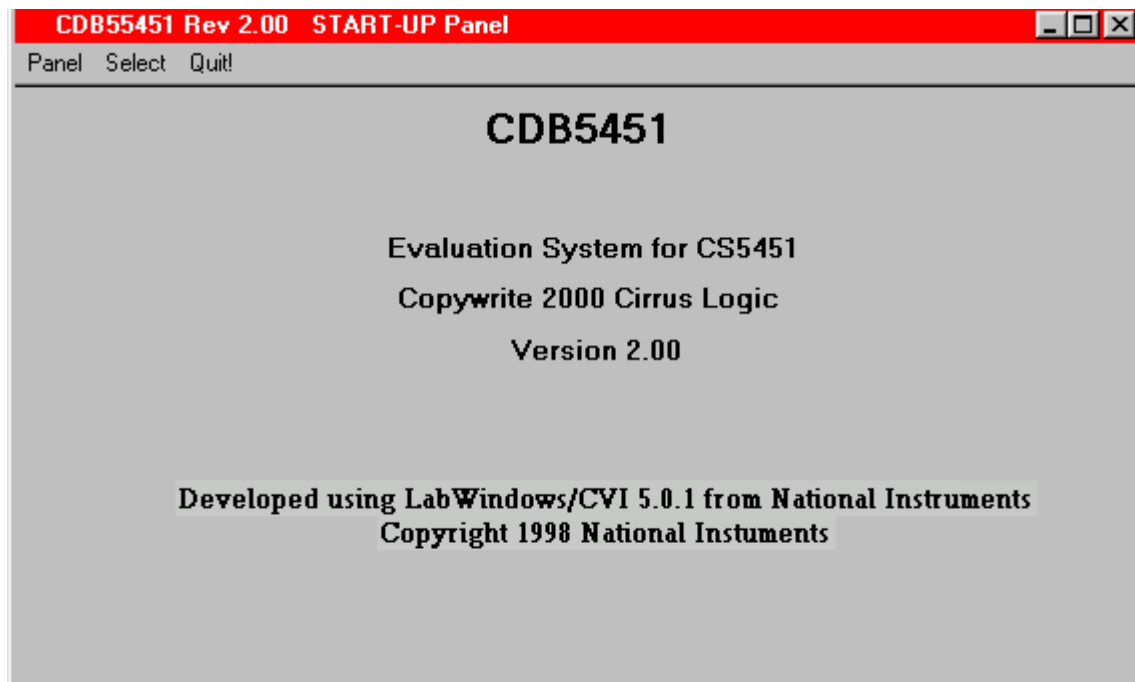 CDB55451 Rev 2.00 START-UP Panel
Panel Select Quit!
CDB5451
Evaluation System for CS5451
Copywrite 2000 Cirrus Logic
Version 2.00
Developed using LabWindows/CVI 5.0.1 from National Instruments
Copyright 1998 National Instuments